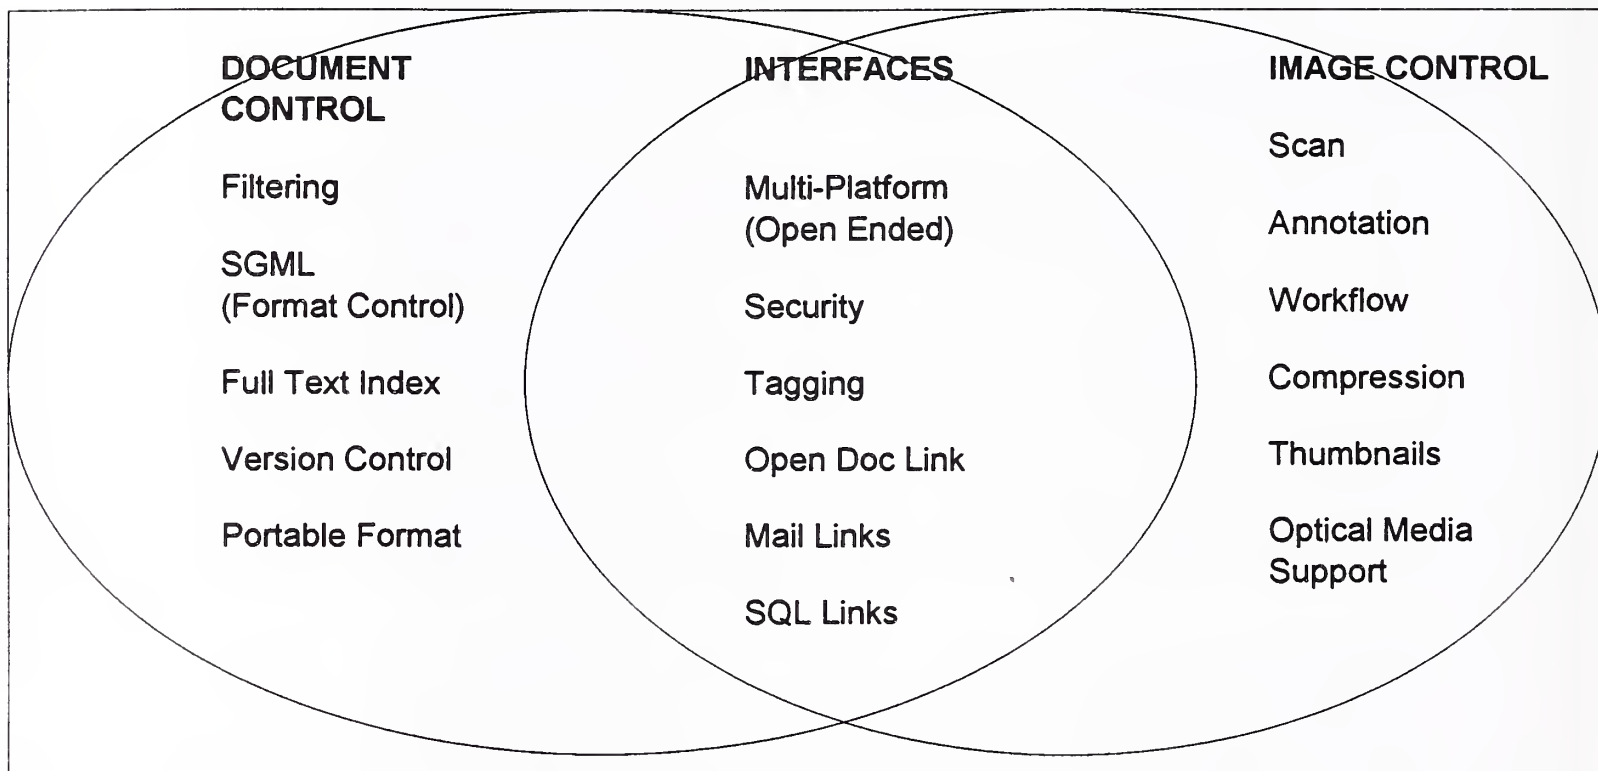 DOCUMENT
CONTROL
Filtering
SGML
(Format Control)
Full Text Index
Version Control
Portable Format
INTERFACES
Multi-Platform
(Open Ended)
Security
Tagging
Open Doc Link
Mail Links
SQL Links
IMAGE CONTROL
Scan
Annotation
Workflow
Compression
Thumbnails
Optical Media
Support